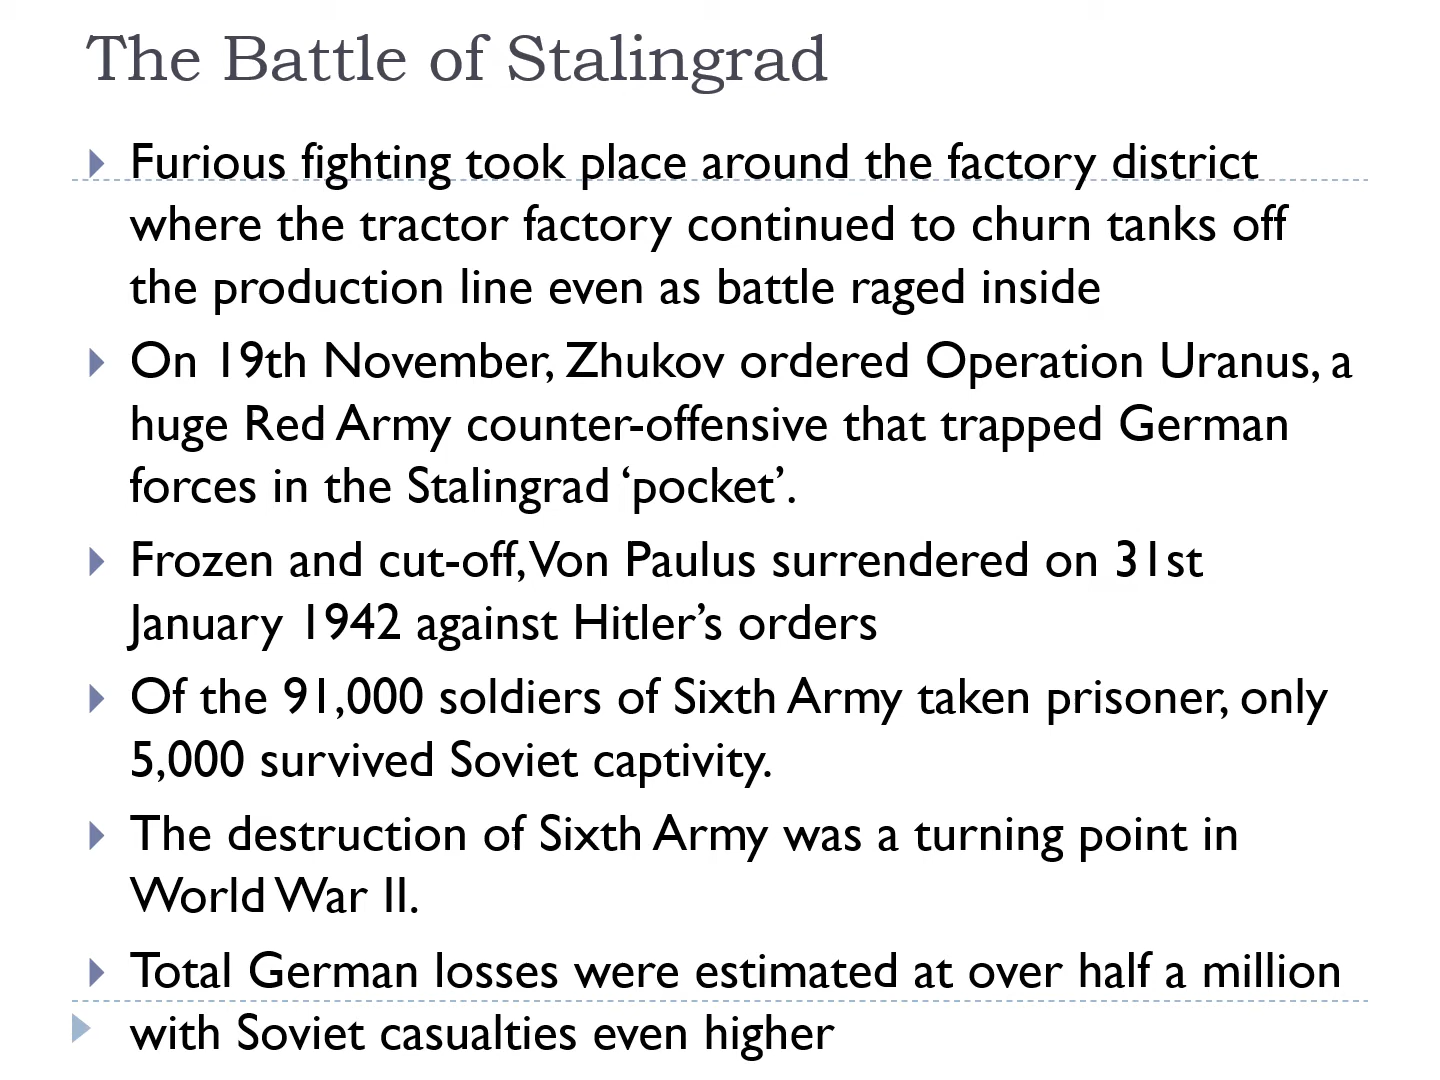 The Battle of Stalingrad
Furious fighting took place around the factory district
where the tractor factory continued to churn tanks off
the production line even as battle raged inside
On 19th November, Zhukov ordered Operation Uranus, a
huge Red Army counter-offensive that trapped German
forces in the Stalingrad ‘pocket’.
Frozen and cut-off, Von Paulus surrendered on 31st
January 1942 against Hitler’s orders
Of the 91,000 soldiers of Sixth Army taken prisoner, only
5,000 survived Soviet captivity.
The destruction of Sixth Army was a turning point in
World War II.
Total German losses were estimated at over half a million
with Soviet casualties even higher